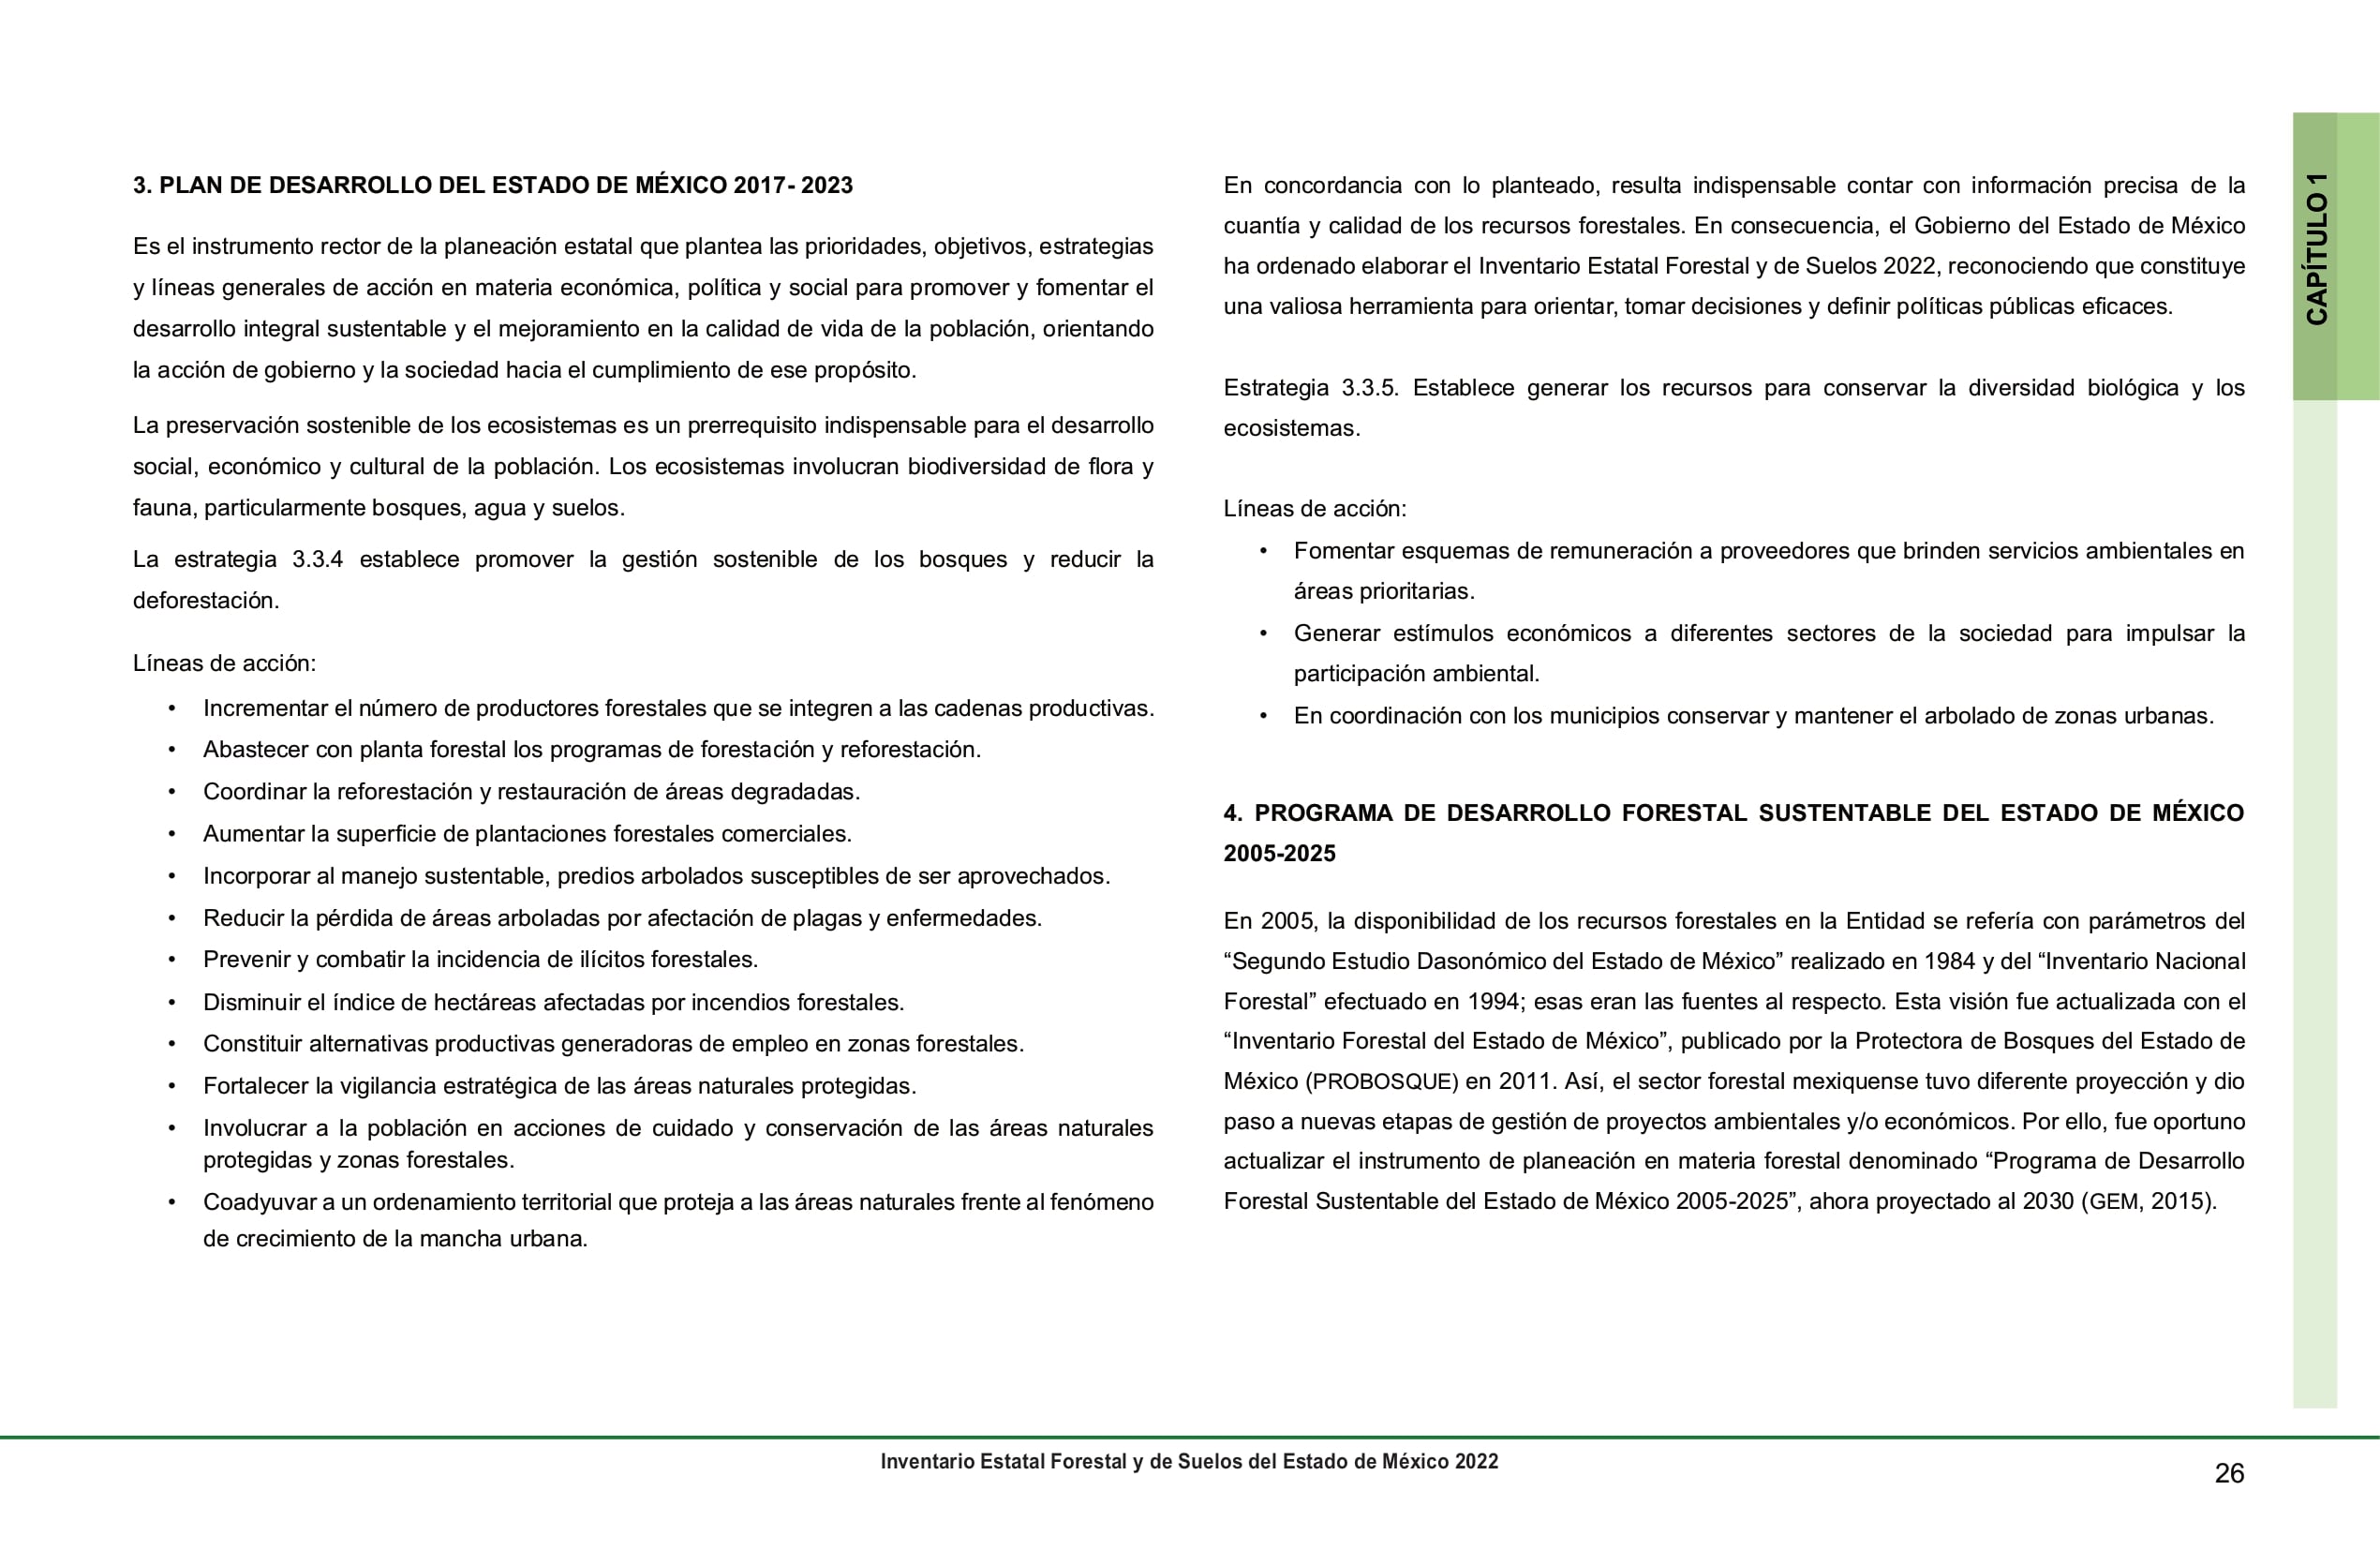 3. PLAN DE DESARROLLO DEL ESTADO DE MÉXICO 2017- 2023
Es el instrumento rector de la planeación estatal que plantea las prioridades, objetivos, estrategias
y líneas generales de acción en materia económica, política y social para promover y fomentar el
desarrollo integral sustentable y el mejoramiento en la calidad de vida de la población, orientando
la acción de gobierno y la sociedad hacia el cumplimiento de ese propósito.
La preservación sostenible de los ecosistemas es un prerrequisito indispensable para el desarrollo
social, económico y cultural de la población. Los ecosistemas involucran biodiversidad de flora y
fauna, particularmente bosques, agua y suelos.
La estrategia 3.3.4 establece promover la gestión sostenible de los bosques y reducir la
deforestación.
Líneas de acción:
• Incrementar el número de productores forestales que se integren a las cadenas productivas.
• Abastecer con planta forestal los programas de forestación y reforestación.
• Coordinar la reforestación y restauración de áreas degradadas.
• Aumentar la superficie de plantaciones forestales comerciales.
• Incorporar al manejo sustentable, predios arbolados susceptibles de ser aprovechados.
• Reducir la pérdida de áreas arboladas por afectación de plagas y enfermedades.
• Prevenir y combatir la incidencia de ilícitos forestales.
• Disminuir el índice de hectáreas afectadas por incendios forestales.
• Constituir alternativas productivas generadoras de empleo en zonas forestales.
• Fortalecer la vigilancia estratégica de las áreas naturales protegidas.
• Involucrar a la población en acciones de cuidado y conservación de las áreas naturales
protegidas y zonas forestales.
• Coadyuvar a un ordenamiento territorial que proteja a las áreas naturales frente al fenómeno
de crecimiento de la mancha urbana.
En concordancia con lo planteado, resulta indispensable contar con información precisa de la
cuantía y calidad de los recursos forestales. En consecuencia, el Gobierno del Estado de México
ha ordenado elaborar el Inventario Estatal Forestal y de Suelos 2022, reconociendo que constituye
una valiosa herramienta para orientar, tomar decisiones y definir políticas públicas eficaces.
Estrategia 3.3.5. Establece generar los recursos para conservar la diversidad biológica y los
ecosistemas.
Líneas de acción:
• Fomentar esquemas de remuneración a proveedores que brinden servicios ambientales en
áreas prioritarias.
• Generar estímulos económicos a diferentes sectores de la sociedad para impulsar la
participación ambiental.
• En coordinación con los municipios conservar y mantener el arbolado de zonas urbanas.
4. PROGRAMA DE DESARROLLO FORESTAL SUSTENTABLE DEL ESTADO DE MÉXICO
2005-2025
En 2005, la disponibilidad de los recursos forestales en la Entidad se refería con parámetros del
“Segundo Estudio Dasonómico del Estado de México” realizado en 1984 y del “Inventario Nacional
Forestal” efectuado en 1994; esas eran las fuentes al respecto. Esta visión fue actualizada con el
“Inventario Forestal del Estado de México”, publicado por la Protectora de Bosques del Estado de
México (PROBOSQUE) en 2011. Así, el sector forestal mexiquense tuvo diferente proyección y dio
paso a nuevas etapas de gestión de proyectos ambientales y/o económicos. Por ello, fue oportuno
actualizar el instrumento de planeación en materia forestal denominado “Programa de Desarrollo
Forestal Sustentable del Estado de México 2005-2025”, ahora proyectado al 2030 (GEM, 2015).
CAPÍTULO 1
Inventario Estatal Forestal y de Suelos del Estado de México 2022
26